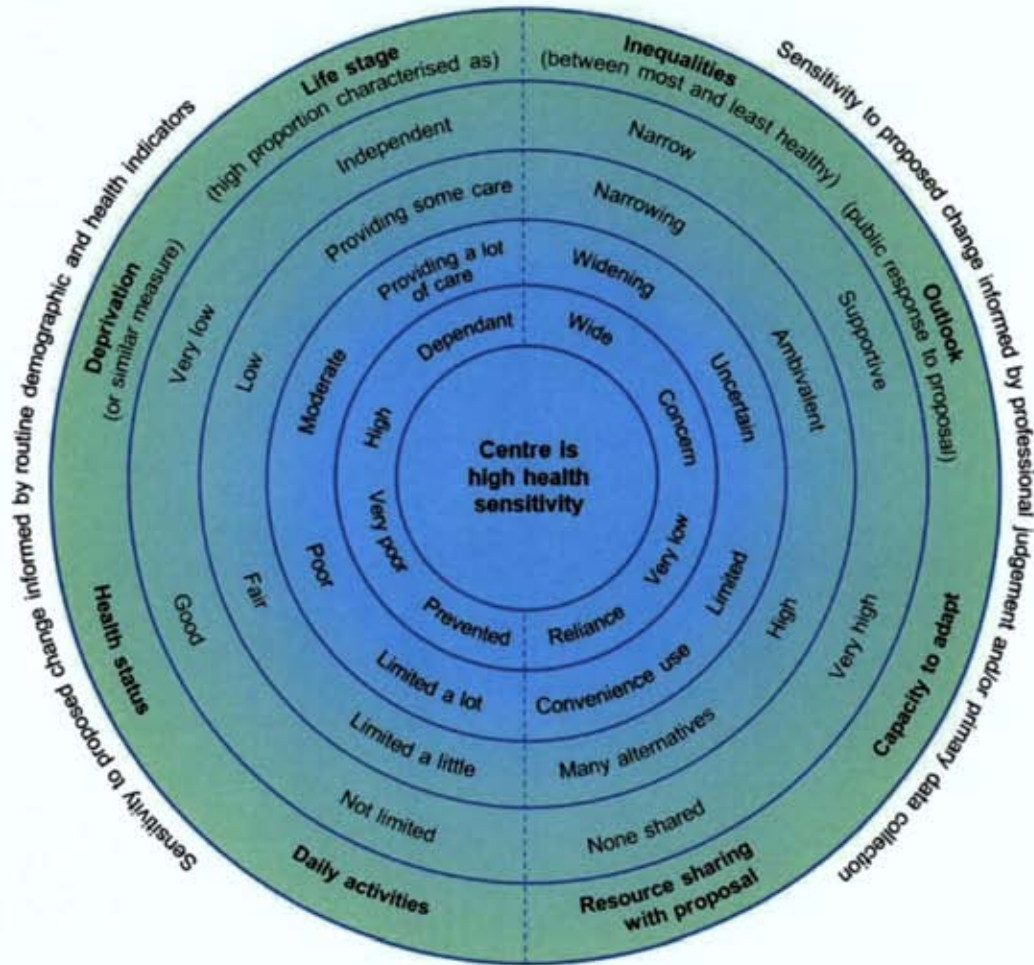 Sensitivity to proposed change informed by routine demographic and health indicators
Sensitivity to proposed change informed by professional judgement and/or primary data collection
Life stage
(high proportion characterised as)
Independent
Providing some care
Providing a lot
of care
Dependant
Inequalities
(between most and least healthy)
Narrow
Narrowing
Widening
Wide
Outlook
(public response to proposal)
Supportive
Ambivalent
Uncertain
Concern
Capacity to adapt
Very high
High
Limited
Very low
Resource sharing
with proposal
None shared
Many alternatives
Convenience use
Reliance
Daily activities
Not limited
Limited a little
Limited a lot
Prevented
Health status
Good
Fair
Poor
Very poor
Deprivation
(or similar measure)
Very low
Low
Moderate
High
Centre is
high health
sensitivity